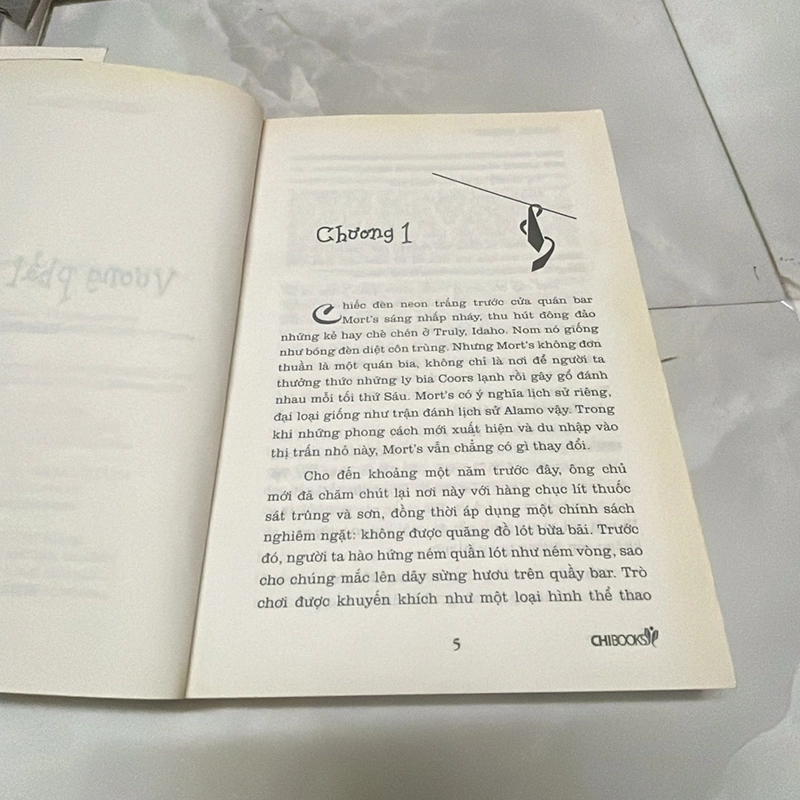 Chương 1
Chiếc đèn neon trắng trước cửa quán bar
Mort's sáng nhấp nháy, thu hút đông đảo
những kẻ hay chè chén ở Truly, Idaho. Nom nó giống
như bóng đèn diệt côn trùng. Nhưng Mort's không đơn
thuần là một quán bia, không chỉ là nơi để người ta
thưởng thức những ly bia Coors lạnh rồi gây gổ đánh
nhau mỗi tối thứ Sáu. Mort's có ý nghĩa lịch sử riêng,
đại loại giống như trận đánh lịch sử Alamo vậy. Trong
khi những phong cách mới xuất hiện và du nhập vào
thị trấn nhỏ này, Mort's vẫn chẳng có gì thay đổi.
Cho đến khoảng một năm trước đây, ông chủ
mới đã chăm chút lại nơi này với hàng chục lít thuốc
sát trùng và sơn, đồng thời áp dụng một chính sách
nghiêm ngặt: không được quăng đồ lót bừa bãi. Trước
đó, người ta hào hứng ném quần lót như ném vòng, sao
cho chúng mắc lên dãy sừng hươu trên quầy bar. Trò
chơi được khuyến khích như một loại hình thể thao
5
CHIBOOKS